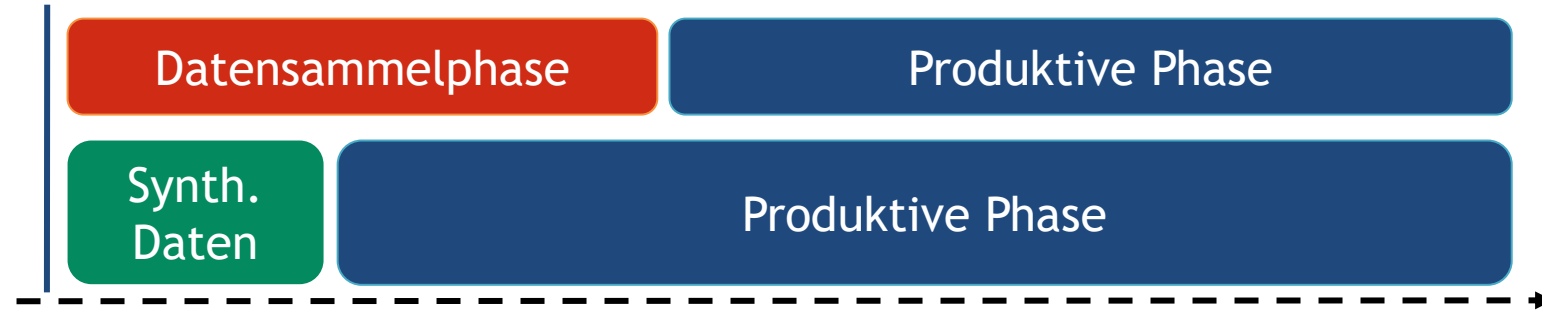 Datensammelphase
Produktive Phase
Synth.
Daten
Produktive Phase